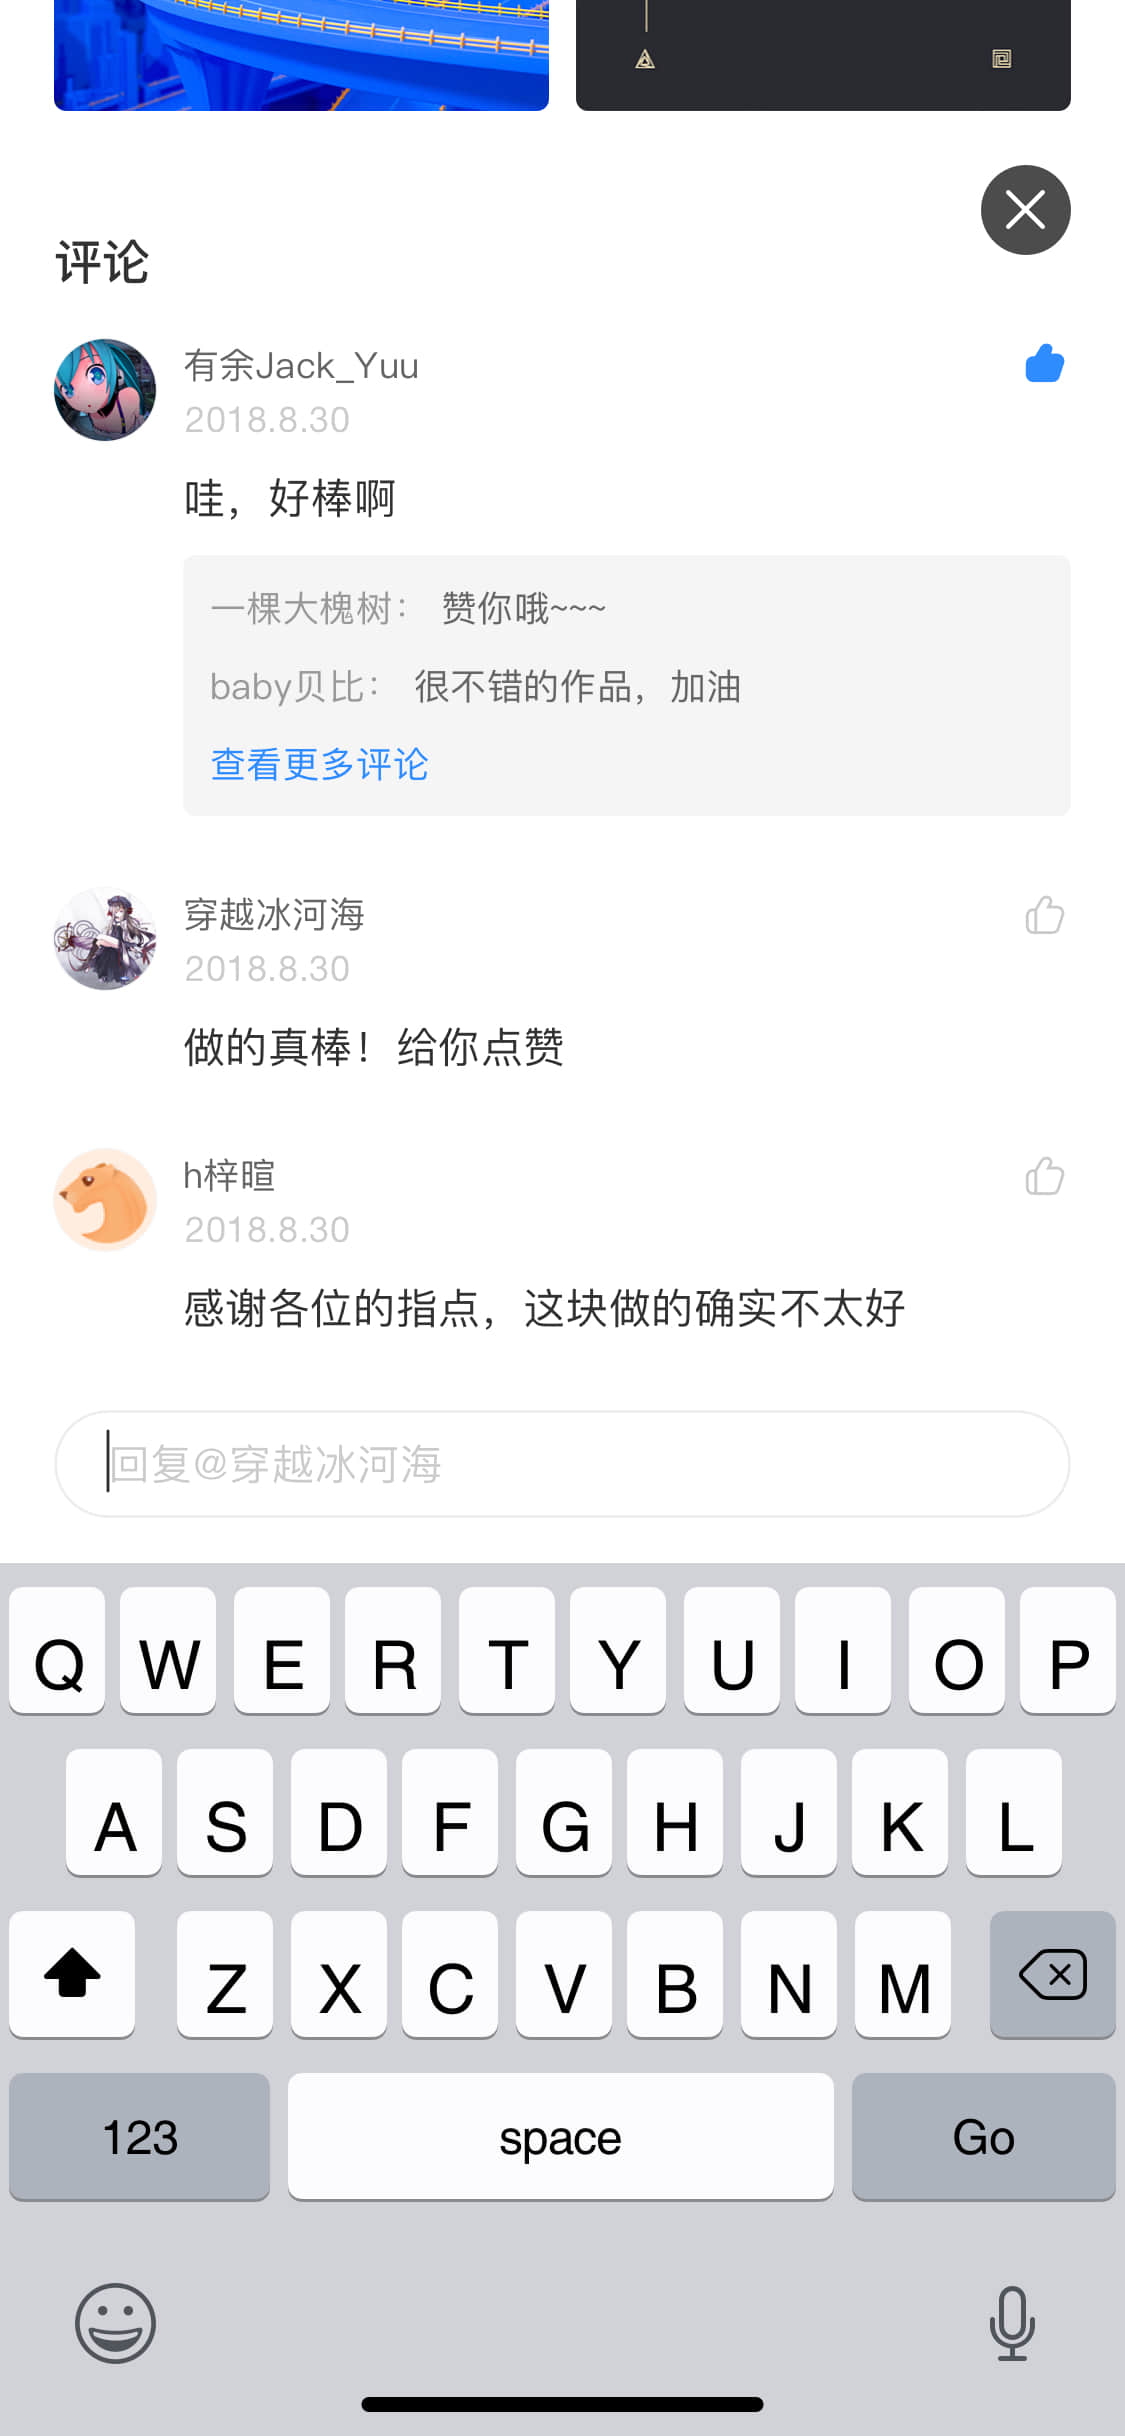 评论
有余Jack_Yuu
2018.8.30
哇，好棒啊
一棵大槐树： 赞你哦~~~
baby贝比： 很不错的作品，加油
查看更多评论
穿越冰河海
2018.8.30
做的真棒！给你点赞
h梓暄
2018.8.30
感谢各位的指点，这块做的确实不太好
回复@穿越冰河海
Q W E R T Y U I O P
A S D F G H J K L
Z X C V B N M
123 space Go